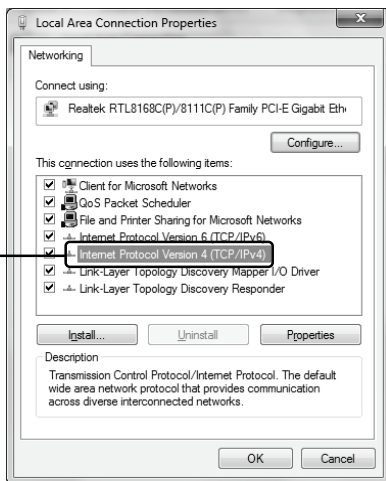 Local Area Connection Properties
Networking
Connect using:
Realtek RTL8168C(P)/8111C(P) Family PCI-E Gigabit Eth
Configure...
This connection uses the following items:
Client for Microsoft Networks
QoS Packet Scheduler
File and Printer Sharing for Microsoft Networks
Internet Protocol Version 6 (TCP/IPv6)
Internet Protocol Version 4 (TCP/IPv4)
Link-Layer Topology Discovery Mapper I/O Driver
Link-Layer Topology Discovery Responder
Install... Uninstall Properties
Description
Transmission Control Protocol/Internet Protocol. The default
wide area network protocol that provides communication
across diverse interconnected networks.
OK Cancel